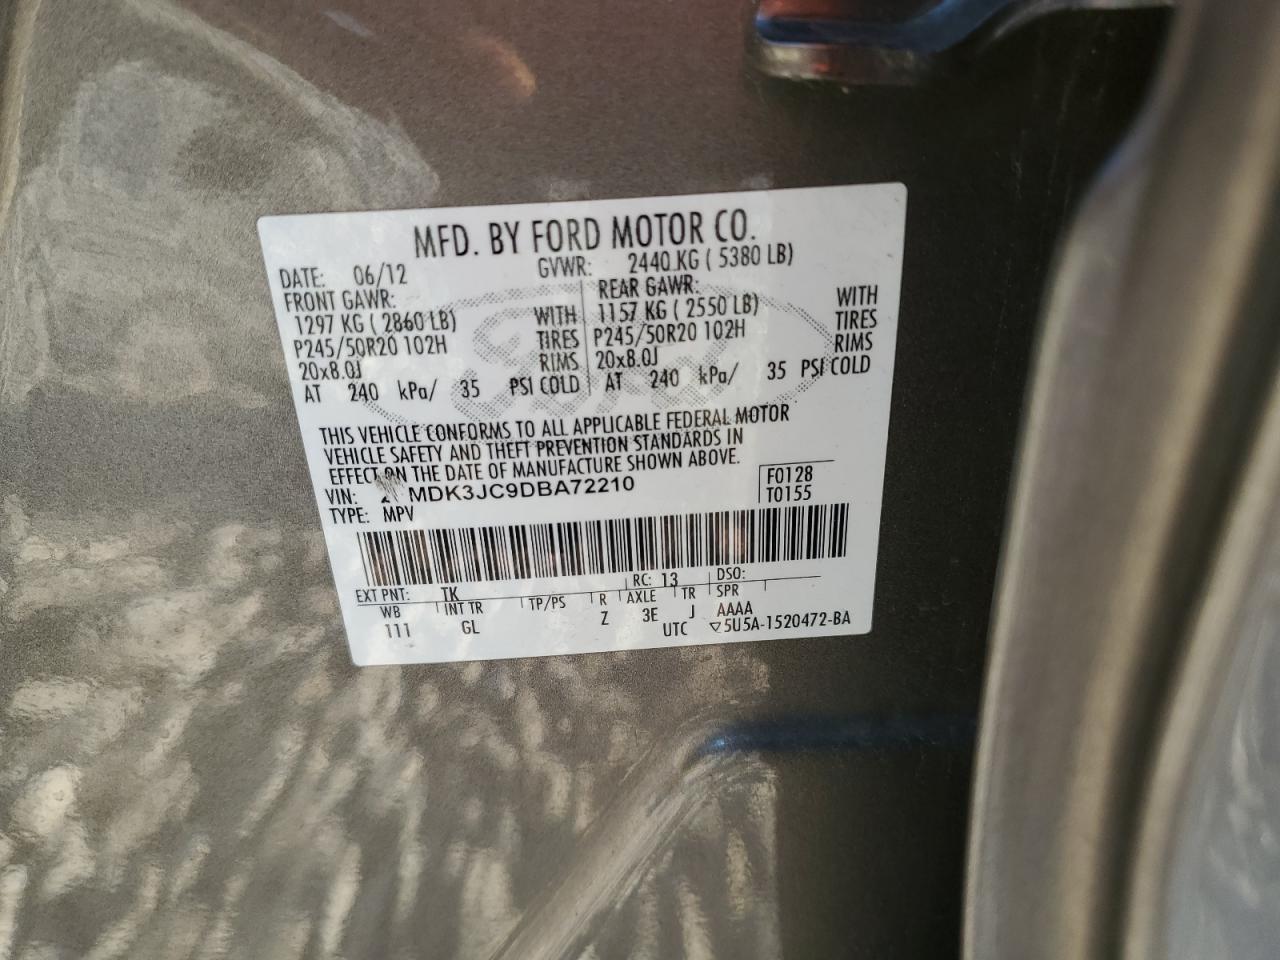 MFD. BY FORD MOTOR CO.
DATE: 06/12 GVWR: 2440 KG ( 5380 LB)
FRONT GAWR: REAR GAWR:
1297 KG ( 2860 LB) WITH 1157 KG ( 2550 LB) WITH
P245/50R20 102H TIRES P245/50R20 102H TIRES
20x8.0J RIMS 20x8.0J RIMS
AT 240 kPa/ 35 PSI COLD AT 240 kPa/ 35 PSI COLD
THIS VEHICLE CONFORMS TO ALL APPLICABLE FEDERAL MOTOR
VEHICLE SAFETY AND THEFT PREVENTION STANDARDS IN
EFFECT ON THE DATE OF MANUFACTURE SHOWN ABOVE.
VIN: MDK3JC9DBA72210 F0128
TYPE: MPV T0155
EXT PNT: TK RC: 13 DSO:
WB INT TR TP/PS R AXLE TR SPR
111 GL Z 3E J AAAA
UTC ▽5U5A-1520472-BA